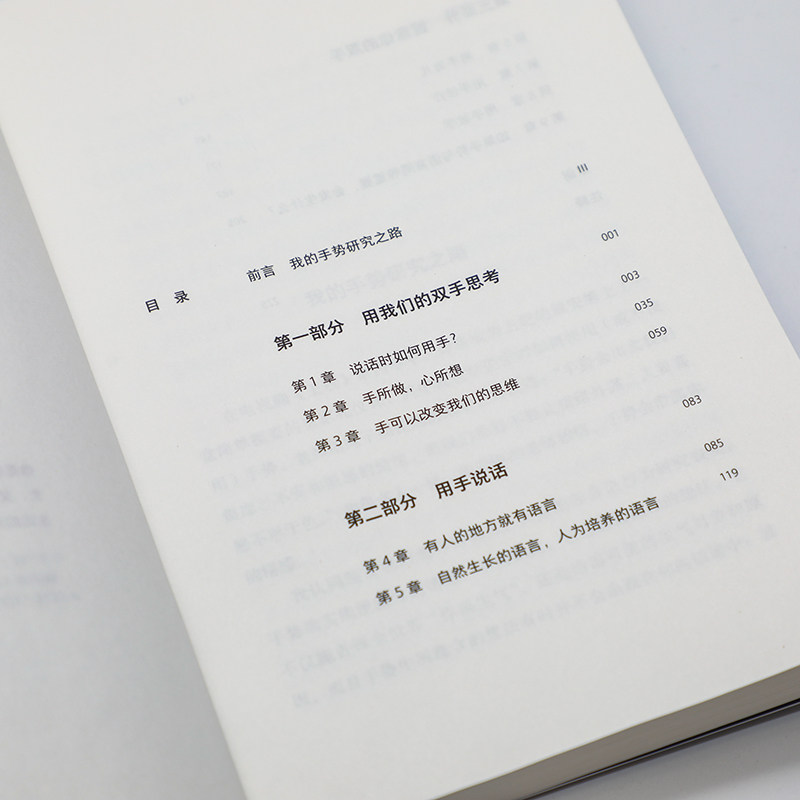 目 录
前言 我的手势研究之路 III
第一部分 用我们的双手思考 001
第1章 说话时如何用手？ 003
第2章 手所做，心所想 035
第3章 手可以改变我们的思维 059
第二部分 用手说话 083
第4章 有人的地方就有语言 085
第5章 自然生长的语言，人为培养的语言 119